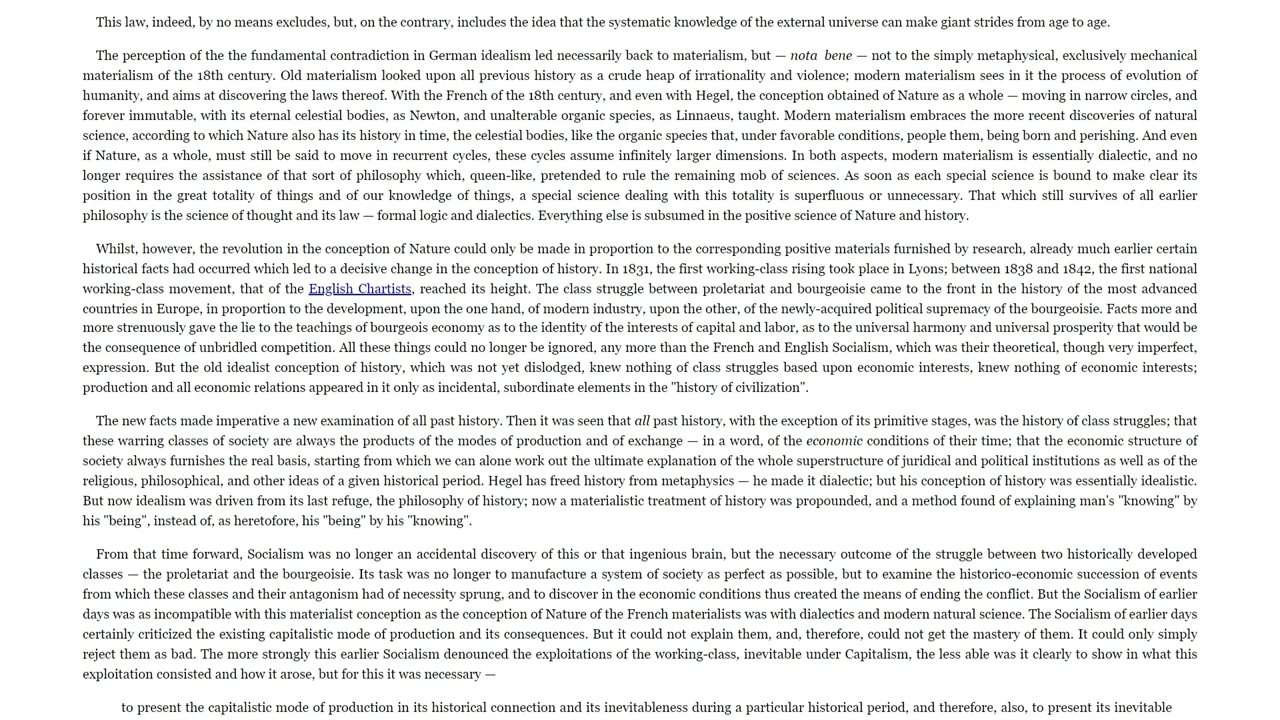 This law, indeed, by no means excludes, but, on the contrary, includes the idea that the systematic knowledge of the external universe can make giant strides from age to age.
The perception of the the fundamental contradiction in German idealism led necessarily back to materialism, but — nota bene — not to the simply metaphysical, exclusively mechanical
materialism of the 18th century. Old materialism looked upon all previous history as a crude heap of irrationality and violence; modern materialism sees in it the process of evolution of
humanity, and aims at discovering the laws thereof. With the French of the 18th century, and even with Hegel, the conception obtained of Nature as a whole — moving in narrow circles, and
forever immutable, with its eternal celestial bodies, as Newton, and unalterable organic species, as Linnaeus, taught. Modern materialism embraces the more recent discoveries of natural
science, according to which Nature also has its history in time, the celestial bodies, like the organic species that, under favorable conditions, people them, being born and perishing. And even
if Nature, as a whole, must still be said to move in recurrent cycles, these cycles assume infinitely larger dimensions. In both aspects, modern materialism is essentially dialectic, and no
longer requires the assistance of that sort of philosophy which, queen-like, pretended to rule the remaining mob of sciences. As soon as each special science is bound to make clear its
position in the great totality of things and of our knowledge of things, a special science dealing with this totality is superfluous or unnecessary. That which still survives of all earlier
philosophy is the science of thought and its law — formal logic and dialectics. Everything else is subsumed in the positive science of Nature and history.
Whilst, however, the revolution in the conception of Nature could only be made in proportion to the corresponding positive materials furnished by research, already much earlier certain
historical facts had occurred which led to a decisive change in the conception of history. In 1831, the first working-class rising took place in Lyons; between 1838 and 1842, the first national
working-class movement, that of the English Chartists, reached its height. The class struggle between proletariat and bourgeoisie came to the front in the history of the most advanced
countries in Europe, in proportion to the development, upon the one hand, of modern industry, upon the other, of the newly-acquired political supremacy of the bourgeoisie. Facts more and
more strenuously gave the lie to the teachings of bourgeois economy as to the identity of the interests of capital and labor, as to the universal harmony and universal prosperity that would be
the consequence of unbridled competition. All these things could no longer be ignored, any more than the French and English Socialism, which was their theoretical, though very imperfect,
expression. But the old idealist conception of history, which was not yet dislodged, knew nothing of class struggles based upon economic interests, knew nothing of economic interests;
production and all economic relations appeared in it only as incidental, subordinate elements in the "history of civilization".
The new facts made imperative a new examination of all past history. Then it was seen that all past history, with the exception of its primitive stages, was the history of class struggles; that
these warring classes of society are always the products of the modes of production and of exchange — in a word, of the economic conditions of their time; that the economic structure of
society always furnishes the real basis, starting from which we can alone work out the ultimate explanation of the whole superstructure of juridical and political institutions as well as of the
religious, philosophical, and other ideas of a given historical period. Hegel has freed history from metaphysics — he made it dialectic; but his conception of history was essentially idealistic.
But now idealism was driven from its last refuge, the philosophy of history; now a materialistic treatment of history was propounded, and a method found of explaining man's "knowing" by
his "being", instead of, as heretofore, his "being" by his "knowing".
From that time forward, Socialism was no longer an accidental discovery of this or that ingenious brain, but the necessary outcome of the struggle between two historically developed
classes — the proletariat and the bourgeoisie. Its task was no longer to manufacture a system of society as perfect as possible, but to examine the historico-economic succession of events
from which these classes and their antagonism had of necessity sprung, and to discover in the economic conditions thus created the means of ending the conflict. But the Socialism of earlier
days was as incompatible with this materialist conception as the conception of Nature of the French materialists was with dialectics and modern natural science. The Socialism of earlier days
certainly criticized the existing capitalistic mode of production and its consequences. But it could not explain them, and, therefore, could not get the mastery of them. It could only simply
reject them as bad. The more strongly this earlier Socialism denounced the exploitations of the working-class, inevitable under Capitalism, the less able was it clearly to show in what this
exploitation consisted and how it arose, but for this it was necessary —
to present the capitalistic mode of production in its historical connection and its inevitableness during a particular historical period, and therefore, also, to present its inevitable